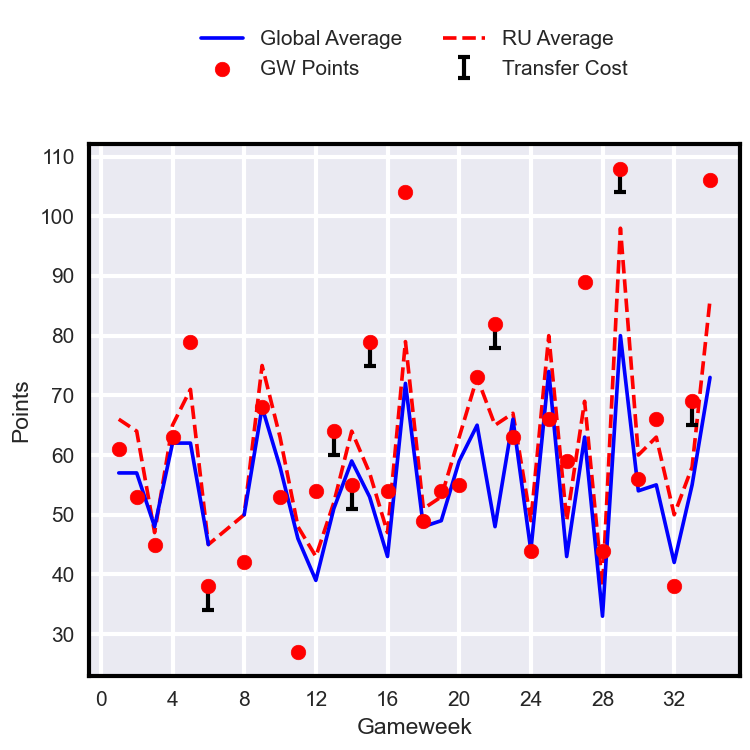 Global Average
RU Average
GW Points
Transfer Cost
110
100
90
80
70
60
50
40
30
Points
0 4 8 12 16 20 24 28 32
Gameweek